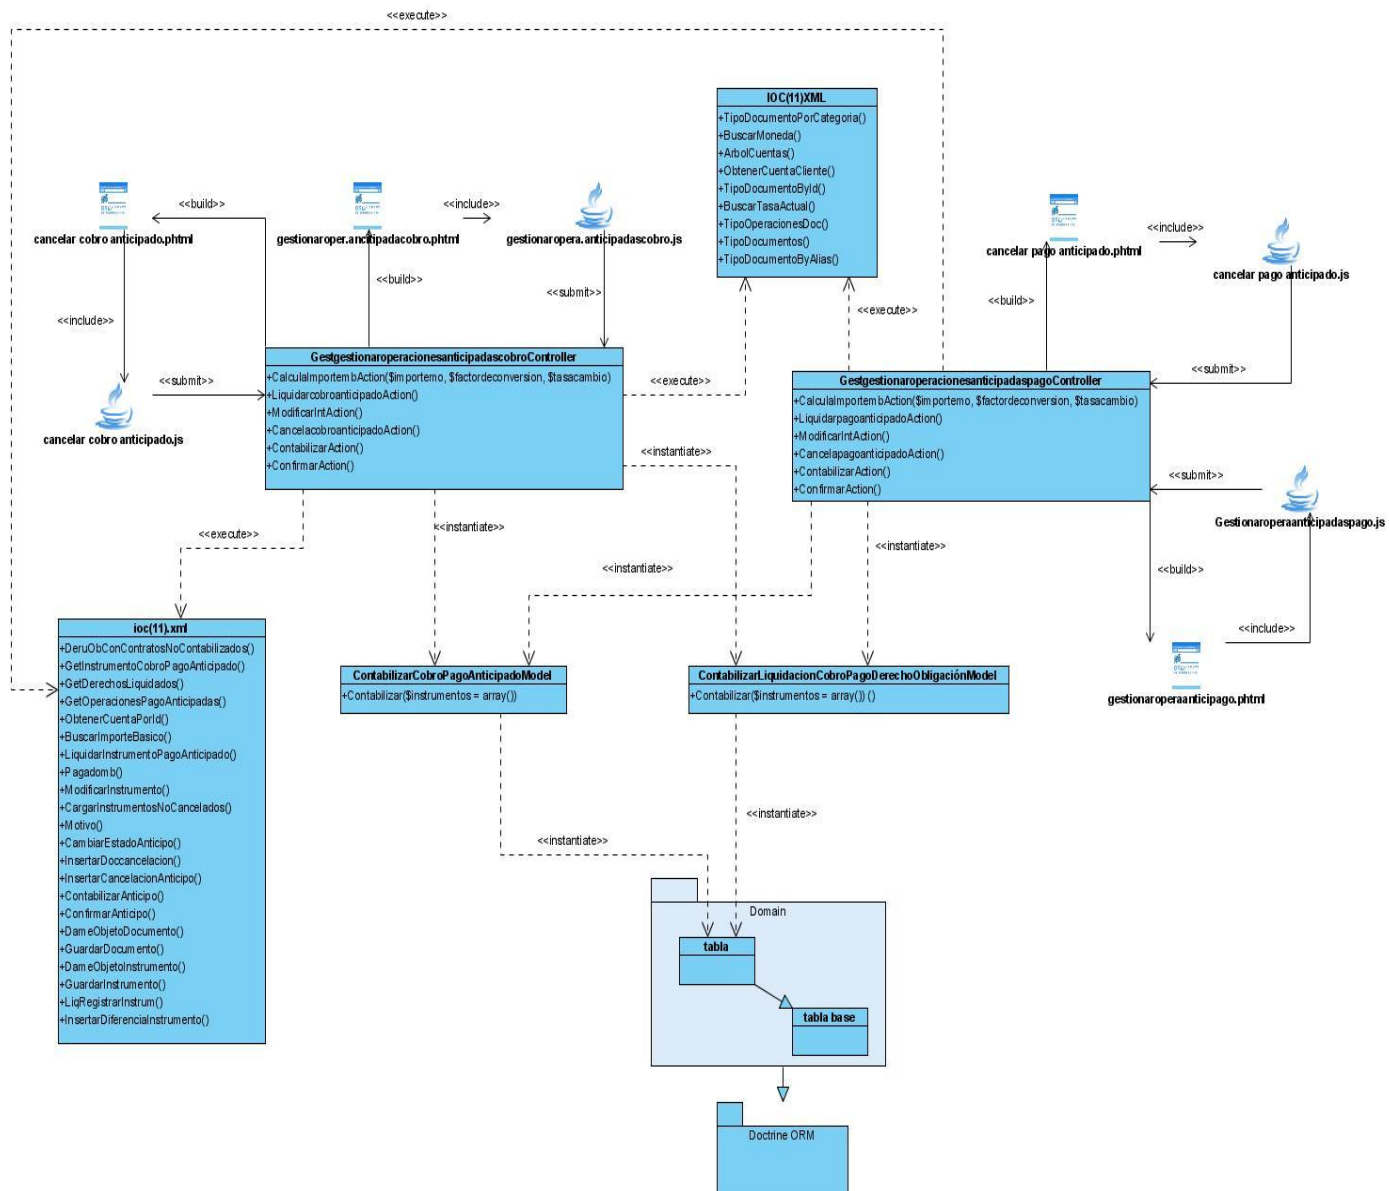 <<execute>>
IOC(11)XML
+TipoDocumentoPorCategoria()
+BuscarMoneda()
+ArbolCuentas()
+ObtenerCuentaCliente()
+TipoDocumentoById()
+BuscarTasaActual()
+TipoOperacionesDoc()
+TipoDocumentos()
+TipoDocumentoByAlias()
<<build>>
<<include>>
cancelar cobro anticipado.phtml
gestionaroper.ancitipadacobro.phtml
gestionaropera.anticipadascobro.js
<<include>>
cancelar pago anticipado.phtml
cancelar pago anticipado.js
<<build>>
<<submit>>
<<build>>
<<include>>
<<execute>>
Gestgestionaroperacionesanticipadascobro​Controller
+CalculaImportembAction($importemo, $factordeconversion, $tasacambio)
+LiquidarcobroanticipadoAction()
+ModificarIntAction()
+CancelacobroanticipadoAction()
+ContabilizarAction()
+ConfirmarAction()
<<submit>>
cancelar cobro anticipado.js
<<execute>>
<<submit>>
Gestgestionaroperacionesanticipadaspago​Controller
+CalculaImportembAction($importemo, $factordeconversion, $tasacambio)
+LiquidarpagoanticipadoAction()
+ModificarIntAction()
+CancelapagoanticipadoAction()
+ContabilizarAction()
+ConfirmarAction()
<<instantiate>>
<<submit>>
Gestionaroperaanticipadaspago.js
<<execute>>
<<instantiate>>
<<instantiate>>
<<instantiate>>
<<build>>
<<include>>
gestionaroperaanticipago.phtml
ioc(11).xml
+DeruObConContratosNoContabilizados()
+GetInstrumentoCobroPagoAnticipado()
+GetDerechosLiquidados()
+GetOperacionesPagoAnticipadas()
+ObtenerCuentaPorId()
+BuscarImporteBasico()
+LiquidarInstrumentoPagoAnticipado()
+Pagadomb()
+ModificarInstrumento()
+CargarInstrumentosNoCancelados()
+Motivo()
+CambiarEstadoAnticipo()
+InsertarDoccancelacion()
+InsertarCancelacionAnticipo()
+ContabilizarAnticipo()
+ConfirmarAnticipo()
+DameObjetoDocumento()
+GuardarDocumento()
+DameObjetoInstrumento()
+GuardarInstrumento()
+LiqRegistrarInstrum()
+InsertarDiferenciaInstrumento()
ContabilizarCobroPagoAnticipadoModel
+Contabilizar($instrumentos = array())
ContabilizarLiquidacionCobroPagoDerechoObligaciónModel
+Contabilizar($instrumentos = array()) ()
<<instantiate>>
<<instantiate>>
Domain
tabla
tabla base
Doctrine ORM